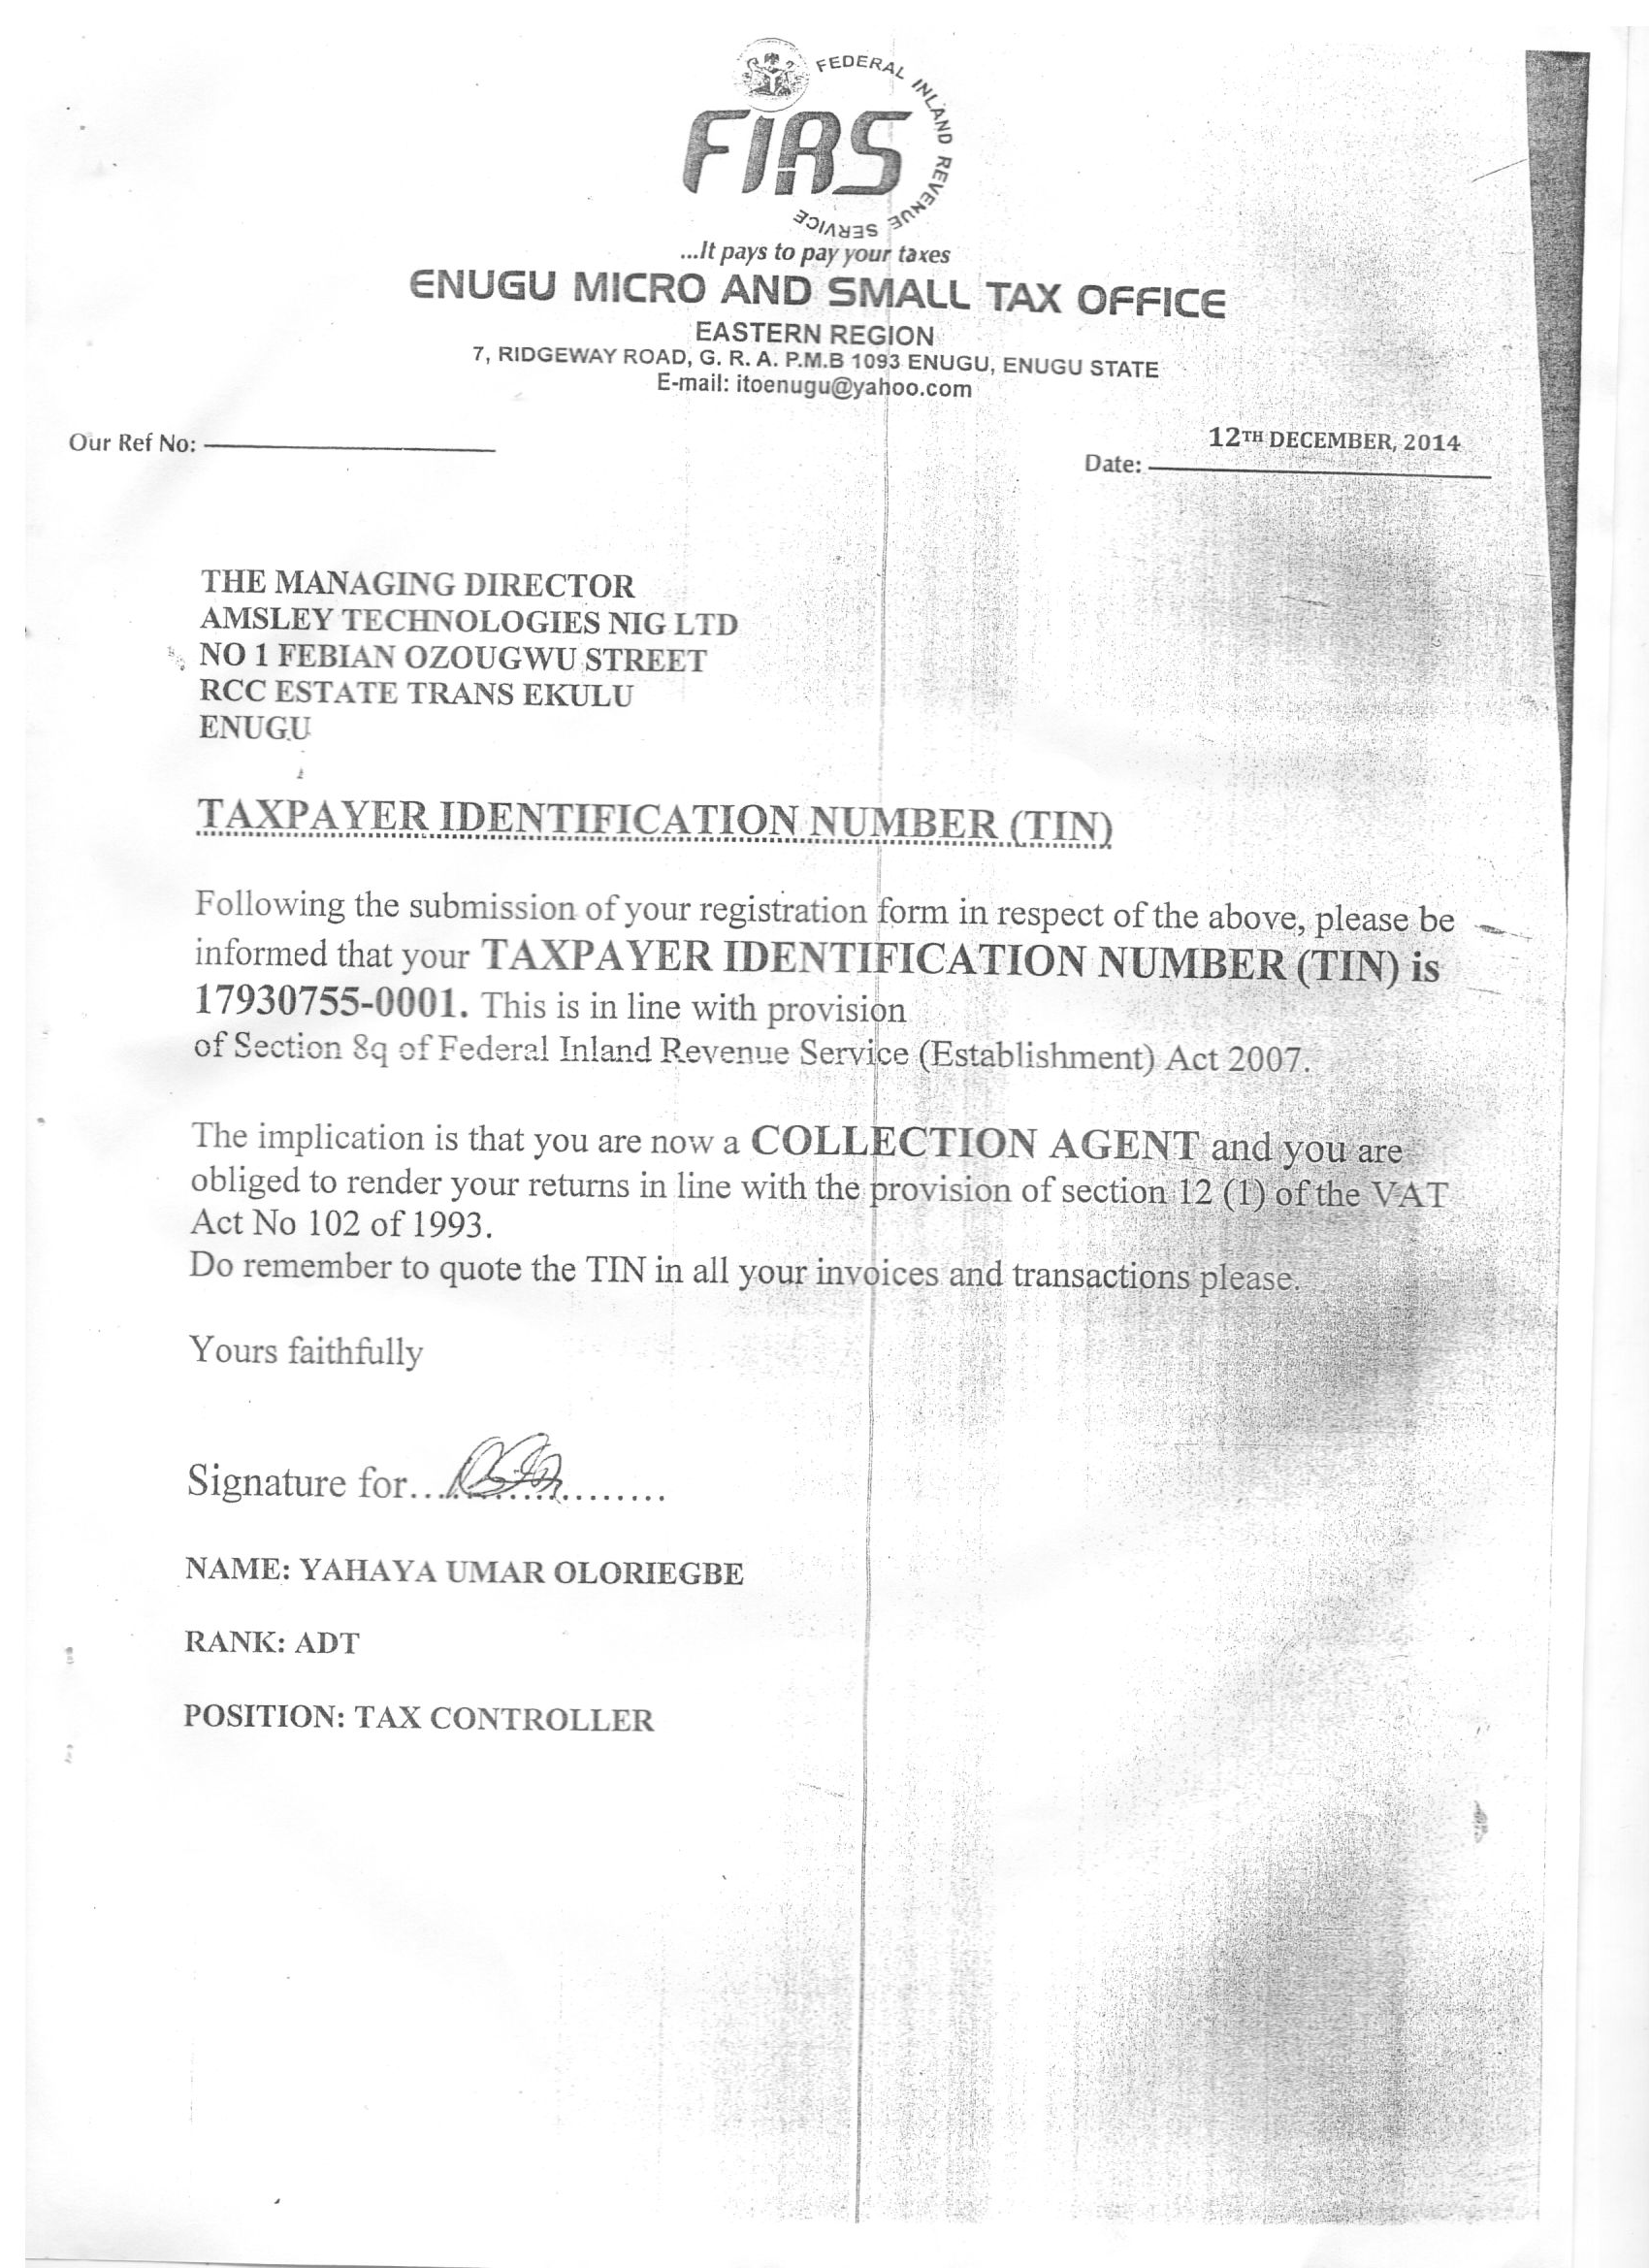 FEDERAL INLAND REVENUE SERVICE
FIRS
...It pays to pay your taxes
ENUGU MICRO AND SMALL TAX OFFICE
EASTERN REGION
7, RIDGEWAY ROAD, G. R. A. P.M.B 1093 ENUGU, ENUGU STATE
E-mail: itoenugu@yahoo.com
Our Ref No:
12TH DECEMBER, 2014
Date:
THE MANAGING DIRECTOR
AMSLEY TECHNOLOGIES NIG LTD
NO 1 FEBIAN OZOUGWU STREET
RCC ESTATE TRANS EKULU
ENUGU
TAXPAYER IDENTIFICATION NUMBER (TIN)
Following the submission of your registration form in respect of the above, please be
informed that your TAXPAYER IDENTIFICATION NUMBER (TIN) is
17930755-0001. This is in line with provision
of Section 8q of Federal Inland Revenue Service (Establishment) Act 2007.
The implication is that you are now a COLLECTION AGENT and you are
obliged to render your returns in line with the provision of section 12 (1) of the VAT
Act No 102 of 1993.
Do remember to quote the TIN in all your invoices and transactions please.
Yours faithfully
Signature for......................
NAME: YAHAYA UMAR OLORIEGBE
RANK: ADT
POSITION: TAX CONTROLLER